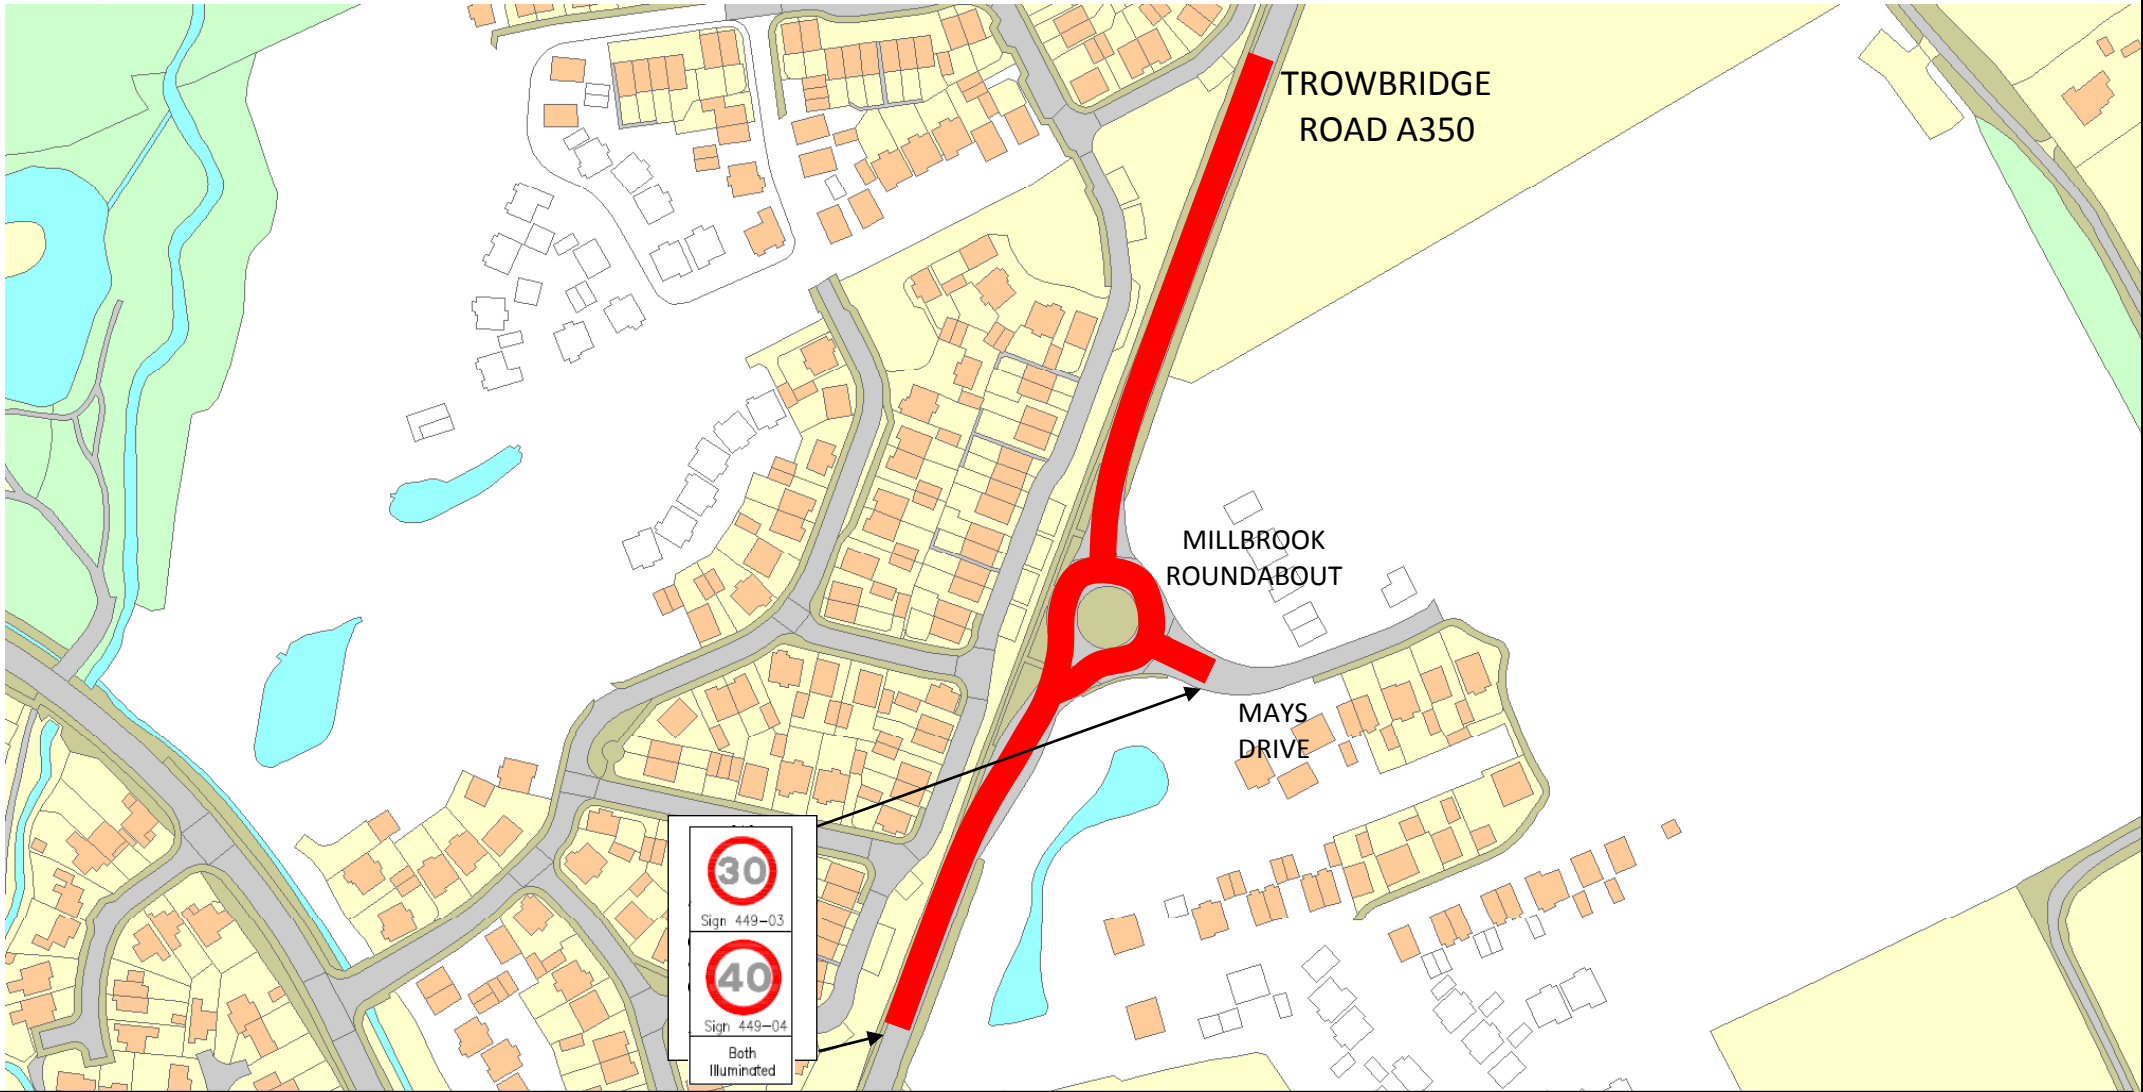 TROWBRIDGE
ROAD A350
MILLBROOK
ROUNDABOUT
MAYS
DRIVE
30
Sign 449-03
40
Sign 449-04
Both
Illuminated